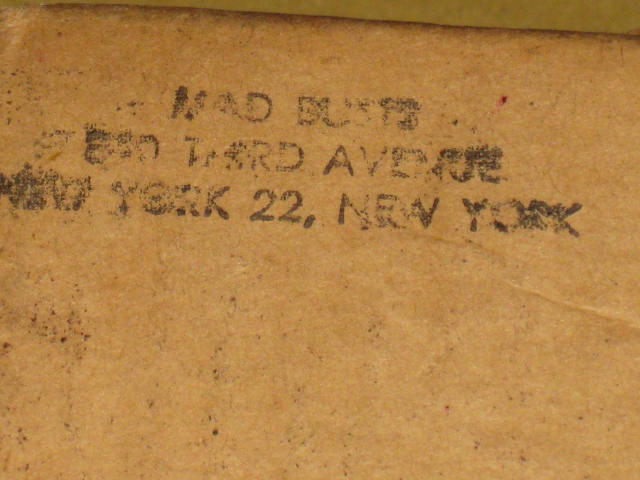 MAD BUSTS
850 THIRD AVENUE
NEW YORK 22, NEW YORK